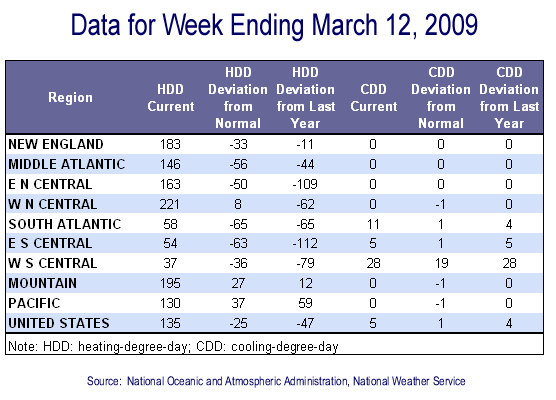 Data for Week Ending March 12, 2009
Region HDD Current HDD Deviation from Normal HDD Deviation from Last Year CDD Current CDD Deviation from Normal CDD Deviation from Last Year
NEW ENGLAND 183 -33 -11 0 0 0
MIDDLE ATLANTIC 146 -56 -44 0 0 0
E N CENTRAL 163 -50 -109 0 0 0
W N CENTRAL 221 8 -62 0 -1 0
SOUTH ATLANTIC 58 -65 -65 11 1 4
E S CENTRAL 54 -63 -112 5 1 5
W S CENTRAL 37 -36 -79 28 19 28
MOUNTAIN 195 27 12 0 -1 0
PACIFIC 130 37 59 0 -1 0
UNITED STATES 135 -25 -47 5 1 4
Note: HDD: heating-degree-day; CDD: cooling-degree-day
Source: National Oceanic and Atmospheric Administration, National Weather Service